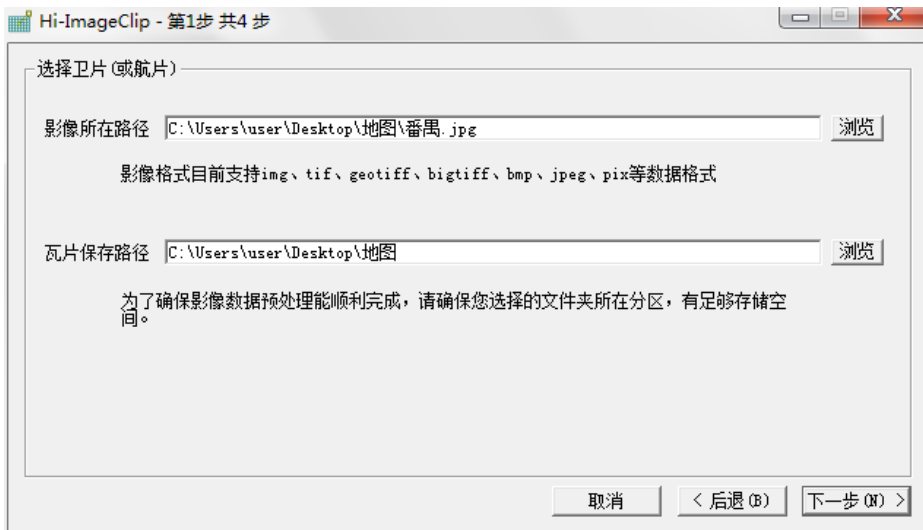 Hi-ImageClip - 第1步 共4 步
选择卫片(或航片)
影像所在路径 C:\Users\user\Desktop\地图\番禺.jpg 浏览
影像格式目前支持img、tif、geotiff、bigtiff、bmp、jpeg、pix等数据格式
瓦片保存路径 C:\Users\user\Desktop\地图 浏览
为了确保影像数据预处理能顺利完成，请确保您选择的文件夹所在分区，有足够存储空
间。
取消 < 后退(B) 下一步(N) >